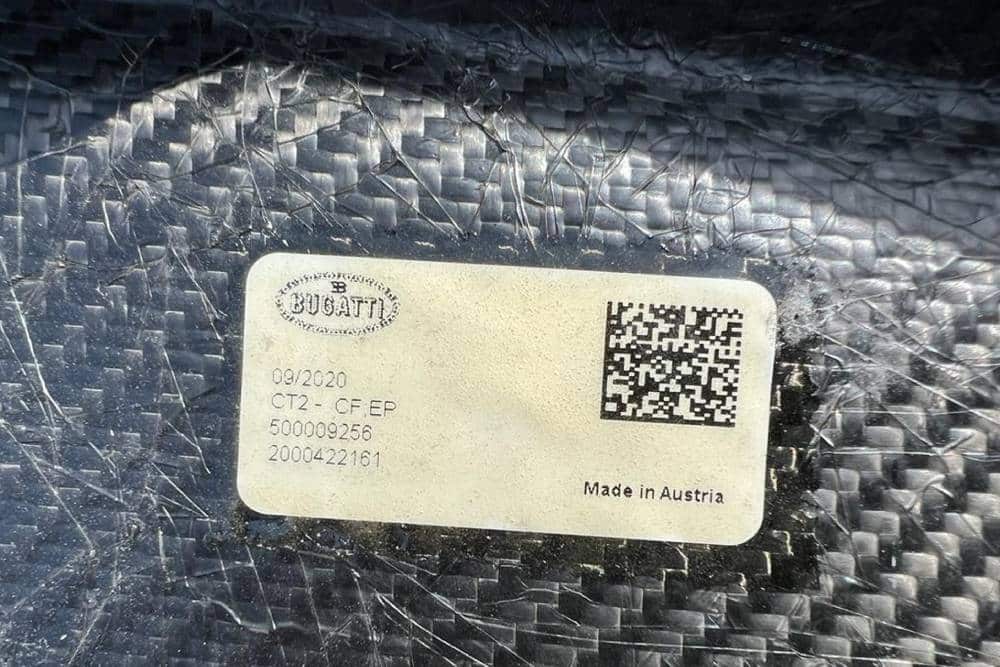 B
BUGATTI
09/2020
CT2 - CF,EP
500009256
2000422161
Made in Austria